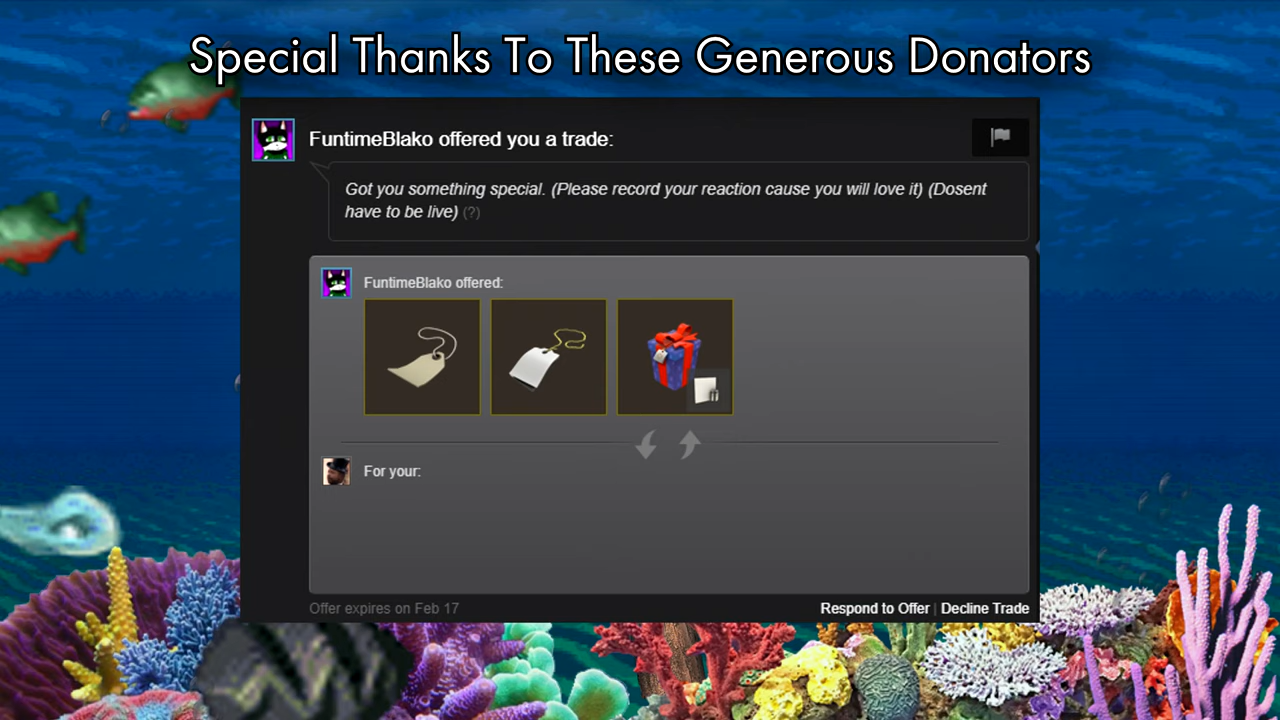 Special Thanks To These Generous Donators
FuntimeBlako offered you a trade:
Got you something special. (Please record your reaction cause you will love it) (Dosent
have to be live) (?)
FuntimeBlako offered:
For your:
Offer expires on Feb 17
Respond to Offer | Decline Trade